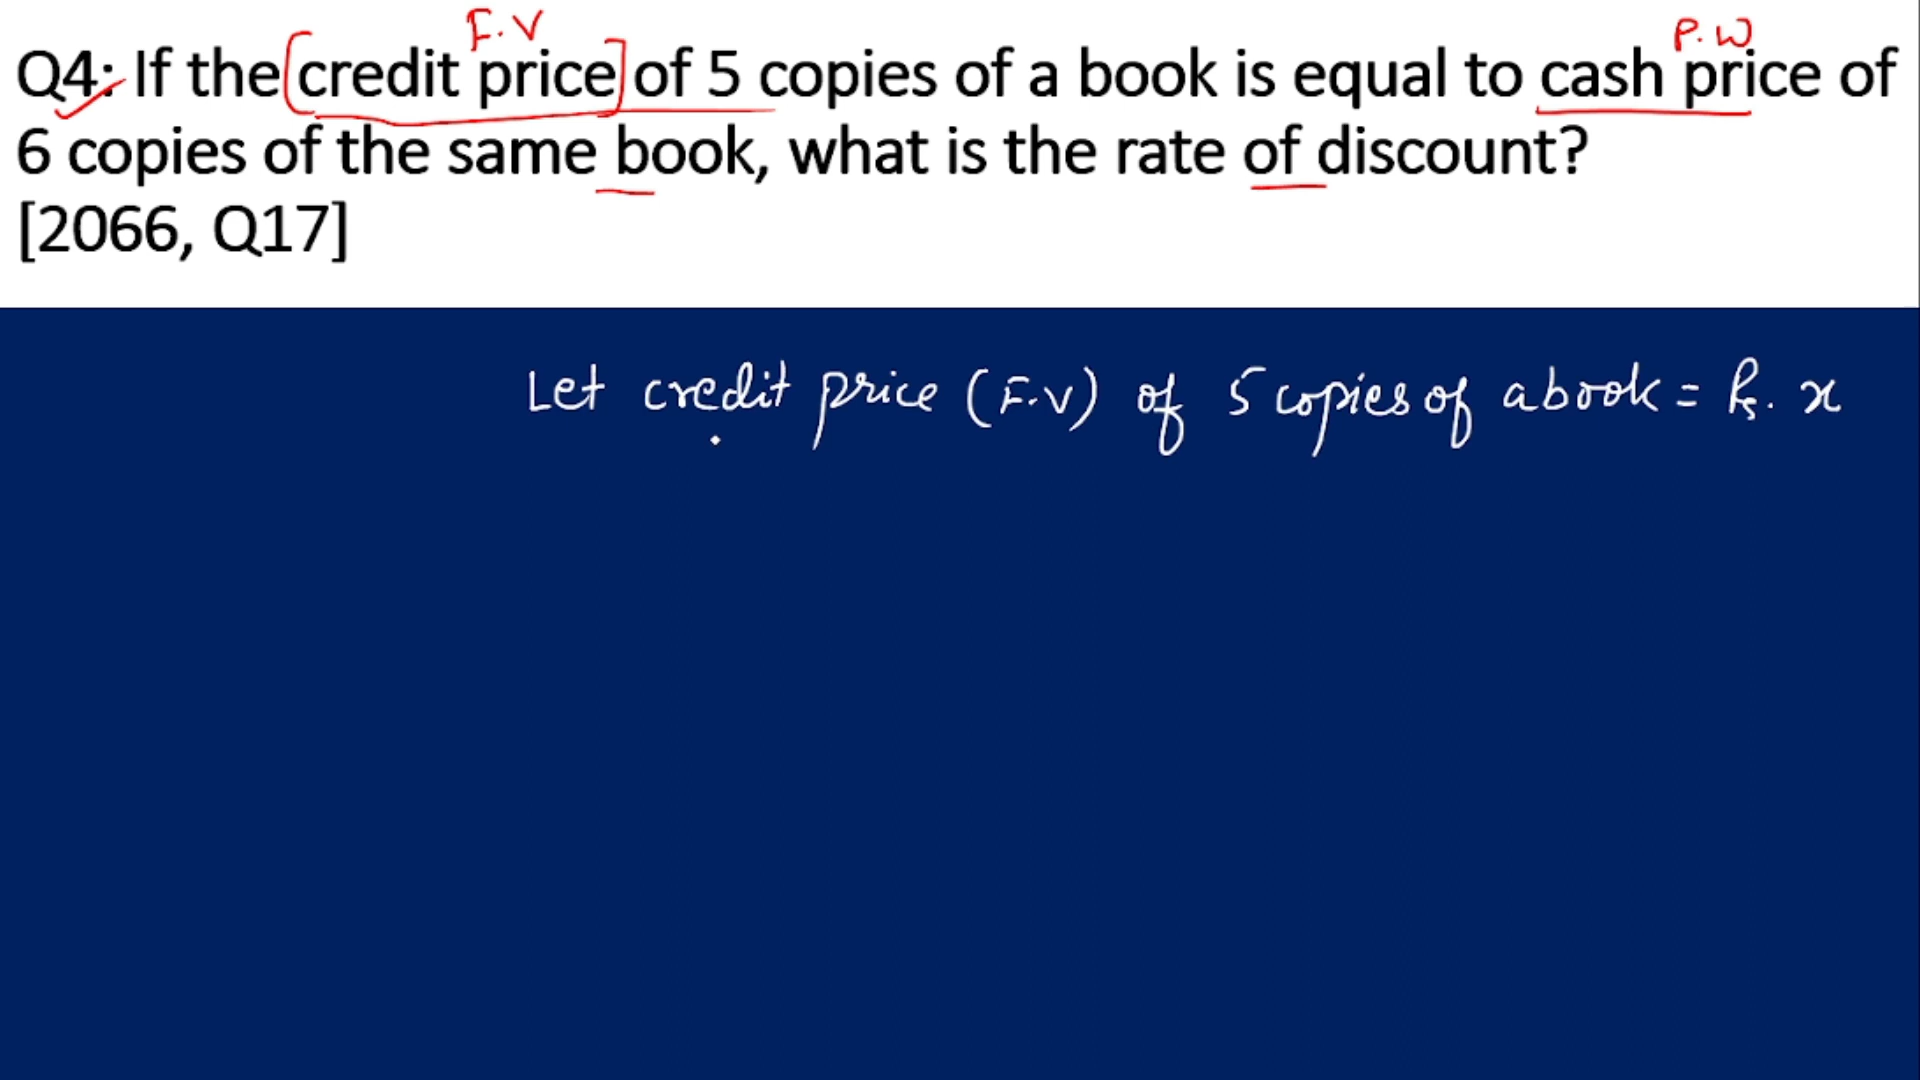 F.V
P.W
Q4: If the [credit price] of 5 copies of a book is equal to cash price of
6 copies of the same book, what is the rate of discount?
[2066, Q17]
Let credit price (F.V) of 5 copies of a book = Rs. x